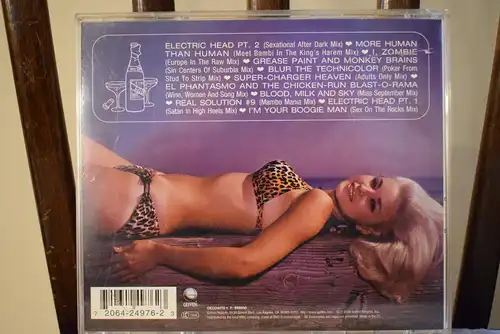 ELECTRIC HEAD PT. 2 (Sexational After Dark Mix) ♥ MORE HUMAN
THAN HUMAN (Meet Bambi In The King's Harem Mix) ♥ I, ZOMBIE
(Europe In The Raw Mix) ♥ GREASE PAINT AND MONKEY BRAINS
(Sin Centers Of Suburbia Mix) ♥ BLUR THE TECHNICOLOR (Poker From
Stud To Strip Mix) ♥ SUPER-CHARGER HEAVEN (Adults Only Mix) ♥
EL PHANTASMO AND THE CHICKEN-RUN BLAST-O-RAMA
(Wine, Women And Song Mix) ♥ BLOOD, MILK AND SKY (Miss September Mix)
♥ REAL SOLUTION #9 (Mambo Mania Mix) ♥ ELECTRIC HEAD PT. 1
(Satan In High Heels Mix) ♥ I'M YOUR BOOGIE MAN (Sex On The Rocks Mix)
GEFFEN
7 2064-24976-2 3